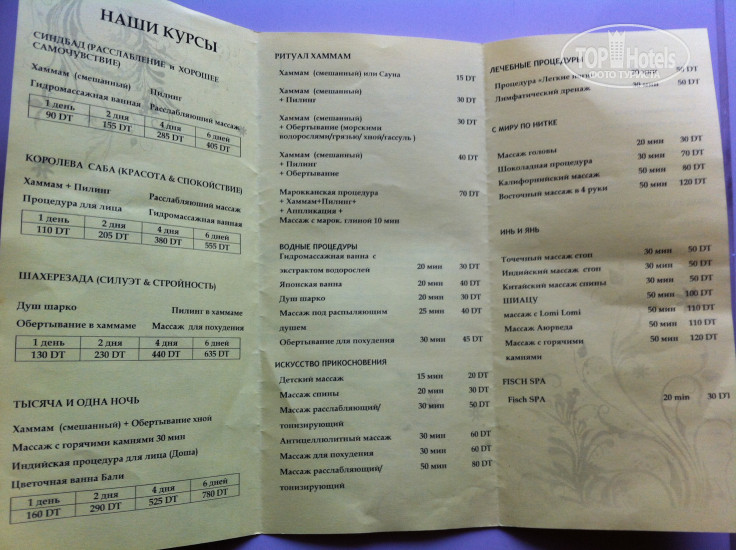 НАШИ КУРСЫ
СИНДБАД (РАССЛАБЛЕНИЕ и ХОРОШЕЕ
САМОЧУВСТВИЕ)
Хаммам (смешанный) Пилинг
Гидромассажная ванная Расслабляющий массаж
1 день 2 дня 4 дня 6 дней
90 DT 155 DT 285 DT 405 DT
КОРОЛЕВА САБА (КРАСОТА & СПОКОЙСТВИЕ)
Хаммам + Пилинг Расслабляющий массаж
Процедура для лица Гидромассажная ванная
1 день 2 дня 4 дня 6 дней
110 DT 205 DT 380 DT 555 DT
ШАХЕРЕЗАДА (СИЛУЭТ & СТРОЙНОСТЬ)
Душ шарко Пилинг в хаммаме
Обертывание в хаммаме Массаж для похудения
1 день 2 дня 4 дня 6 дней
130 DT 230 DT 440 DT 635 DT
ТЫСЯЧА И ОДНА НОЧЬ
Хаммам (смешанный) + Обертывание хной
Массаж с горячими камнями 30 мин
Индийская процедура для лица (Доша)
Цветочная ванна Бали
1 день 2 дня 4 дня 6 дней
160 DT 290 DT 525 DT 780 DT
РИТУАЛ ХАММАМ
Хаммам (смешанный) или Сауна 15 DT
Хаммам (смешанный)
+ Пилинг 30 DT
Хаммам (смешанный) 30 DT
+ Обертывание (морскими
водорослями/грязью/ хной/гассуль )
Хаммам (смешанный) 40 DT
+ Пилинг
+ Обертывание
Марокканская процедура 70 DT
+ Хаммам+Пилинг+
+ Аппликация +
Массаж с марок. глиной 10 мин
ВОДНЫЕ ПРОЦЕДУРЫ
Гидромассажная ванна с
экстрактом водорослей 20 мин 30 DT
Японская ванна 20 мин 40 DT
Душ шарко 20 мин 30 DT
Массаж под распыляющим 25 мин 40 DT
душем
Обертывание для похудения 30 мин 45 DT
ИСКУССТВО ПРИКОСНОВЕНИЯ
Детский массаж 15 мин 20 DT
Массаж спины 20 мин 30 DT
Массаж расслабляющий/ 30 мин 50 DT
тонизирующий
Антицеллюлитный массаж 30 мин 60 DT
Массаж для похудения 30 мин 60 DT
Массаж расслабляющий/ 50 мин 80 DT
тонизирующий
TOP Hotels
ФОТО ТУРИСТА
ЛЕЧЕБНЫЕ ПРОЦЕДУРЫ
Процедура «Легкие 50 DT
Лимфатический дренаж 30 мин 50 DT
С МИРУ ПО НИТКЕ
Массаж головы 20 мин 30 DT
Шоколадная процедура 30 мин 70 DT
Калифорнийский массаж 50 мин 80 DT
Восточный массаж в 4 руки 50 мин 120 DT
ИНЬ И ЯНЬ
Точечный массаж стоп 30 мин 50 DT
Индийский массаж стоп 30 мин 50 DT
Китайский массаж спины 30 мин 50 DT
ШИАЦУ 50 мин 100 DT
массаж с Lomi Lomi 50 мин 110 DT
Массаж Аюрведа 50 мин 110 DT
Массаж с горячими 50 мин 120 DT
камнями
FISCH SPA
Fisch SPA 20 min 30 DT